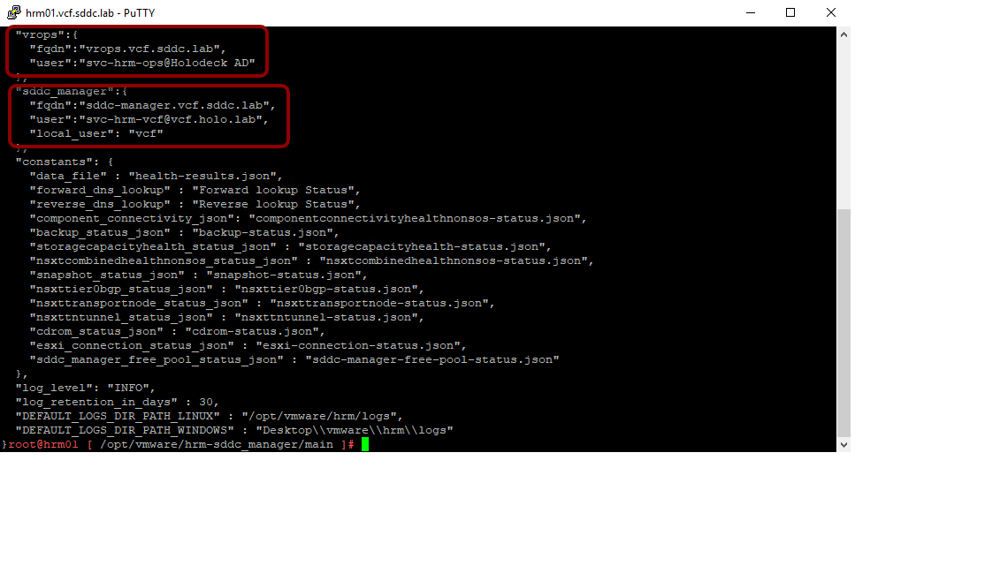 hrm01.vcf.sddc.lab - PuTTY
"vrops":{
"fqdn":"vrops.vcf.sddc.lab",
"user":"svc-hrm-ops@Holodeck AD"
},
"sddc_manager":{
"fqdn":"sddc-manager.vcf.sddc.lab",
"user":"svc-hrm-vcf@vcf.holo.lab",
"local_user": "vcf"
},
"constants": {
"data_file" : "health-results.json",
"forward_dns_lookup" : "Forward lookup Status",
"reverse_dns_lookup" : "Reverse lookup Status",
"component_connectivity_json": "componentconnectivityhealthnonsos-status.json",
"backup_status_json" : "backup-status.json",
"storagecapacityhealth_status_json" : "storagecapacityhealth-status.json",
"nsxtcombinedhealthnonsos_status_json" : "nsxtcombinedhealthnonsos-status.json",
"snapshot_status_json" : "snapshot-status.json",
"nsxttier0bgp_status_json" : "nsxttier0bgp-status.json",
"nsxttransportnode_status_json" : "nsxttransportnode-status.json",
"nsxttntunnel_status_json" : "nsxttntunnel-status.json",
"cdrom_status_json" : "cdrom-status.json",
"esxi_connection_status_json" : "esxi-connection-status.json",
"sddc_manager_free_pool_status_json" : "sddc-manager-free-pool-status.json"
},
"log_level": "INFO",
"log_retention_in_days" : 30,
"DEFAULT_LOGS_DIR_PATH_LINUX" : "/opt/vmware/hrm/logs",
"DEFAULT_LOGS_DIR_PATH_WINDOWS" : "Desktop\\vmware\\hrm\\logs"
}root@hrm01 [ /opt/vmware/hrm-sddc_manager/main ]#